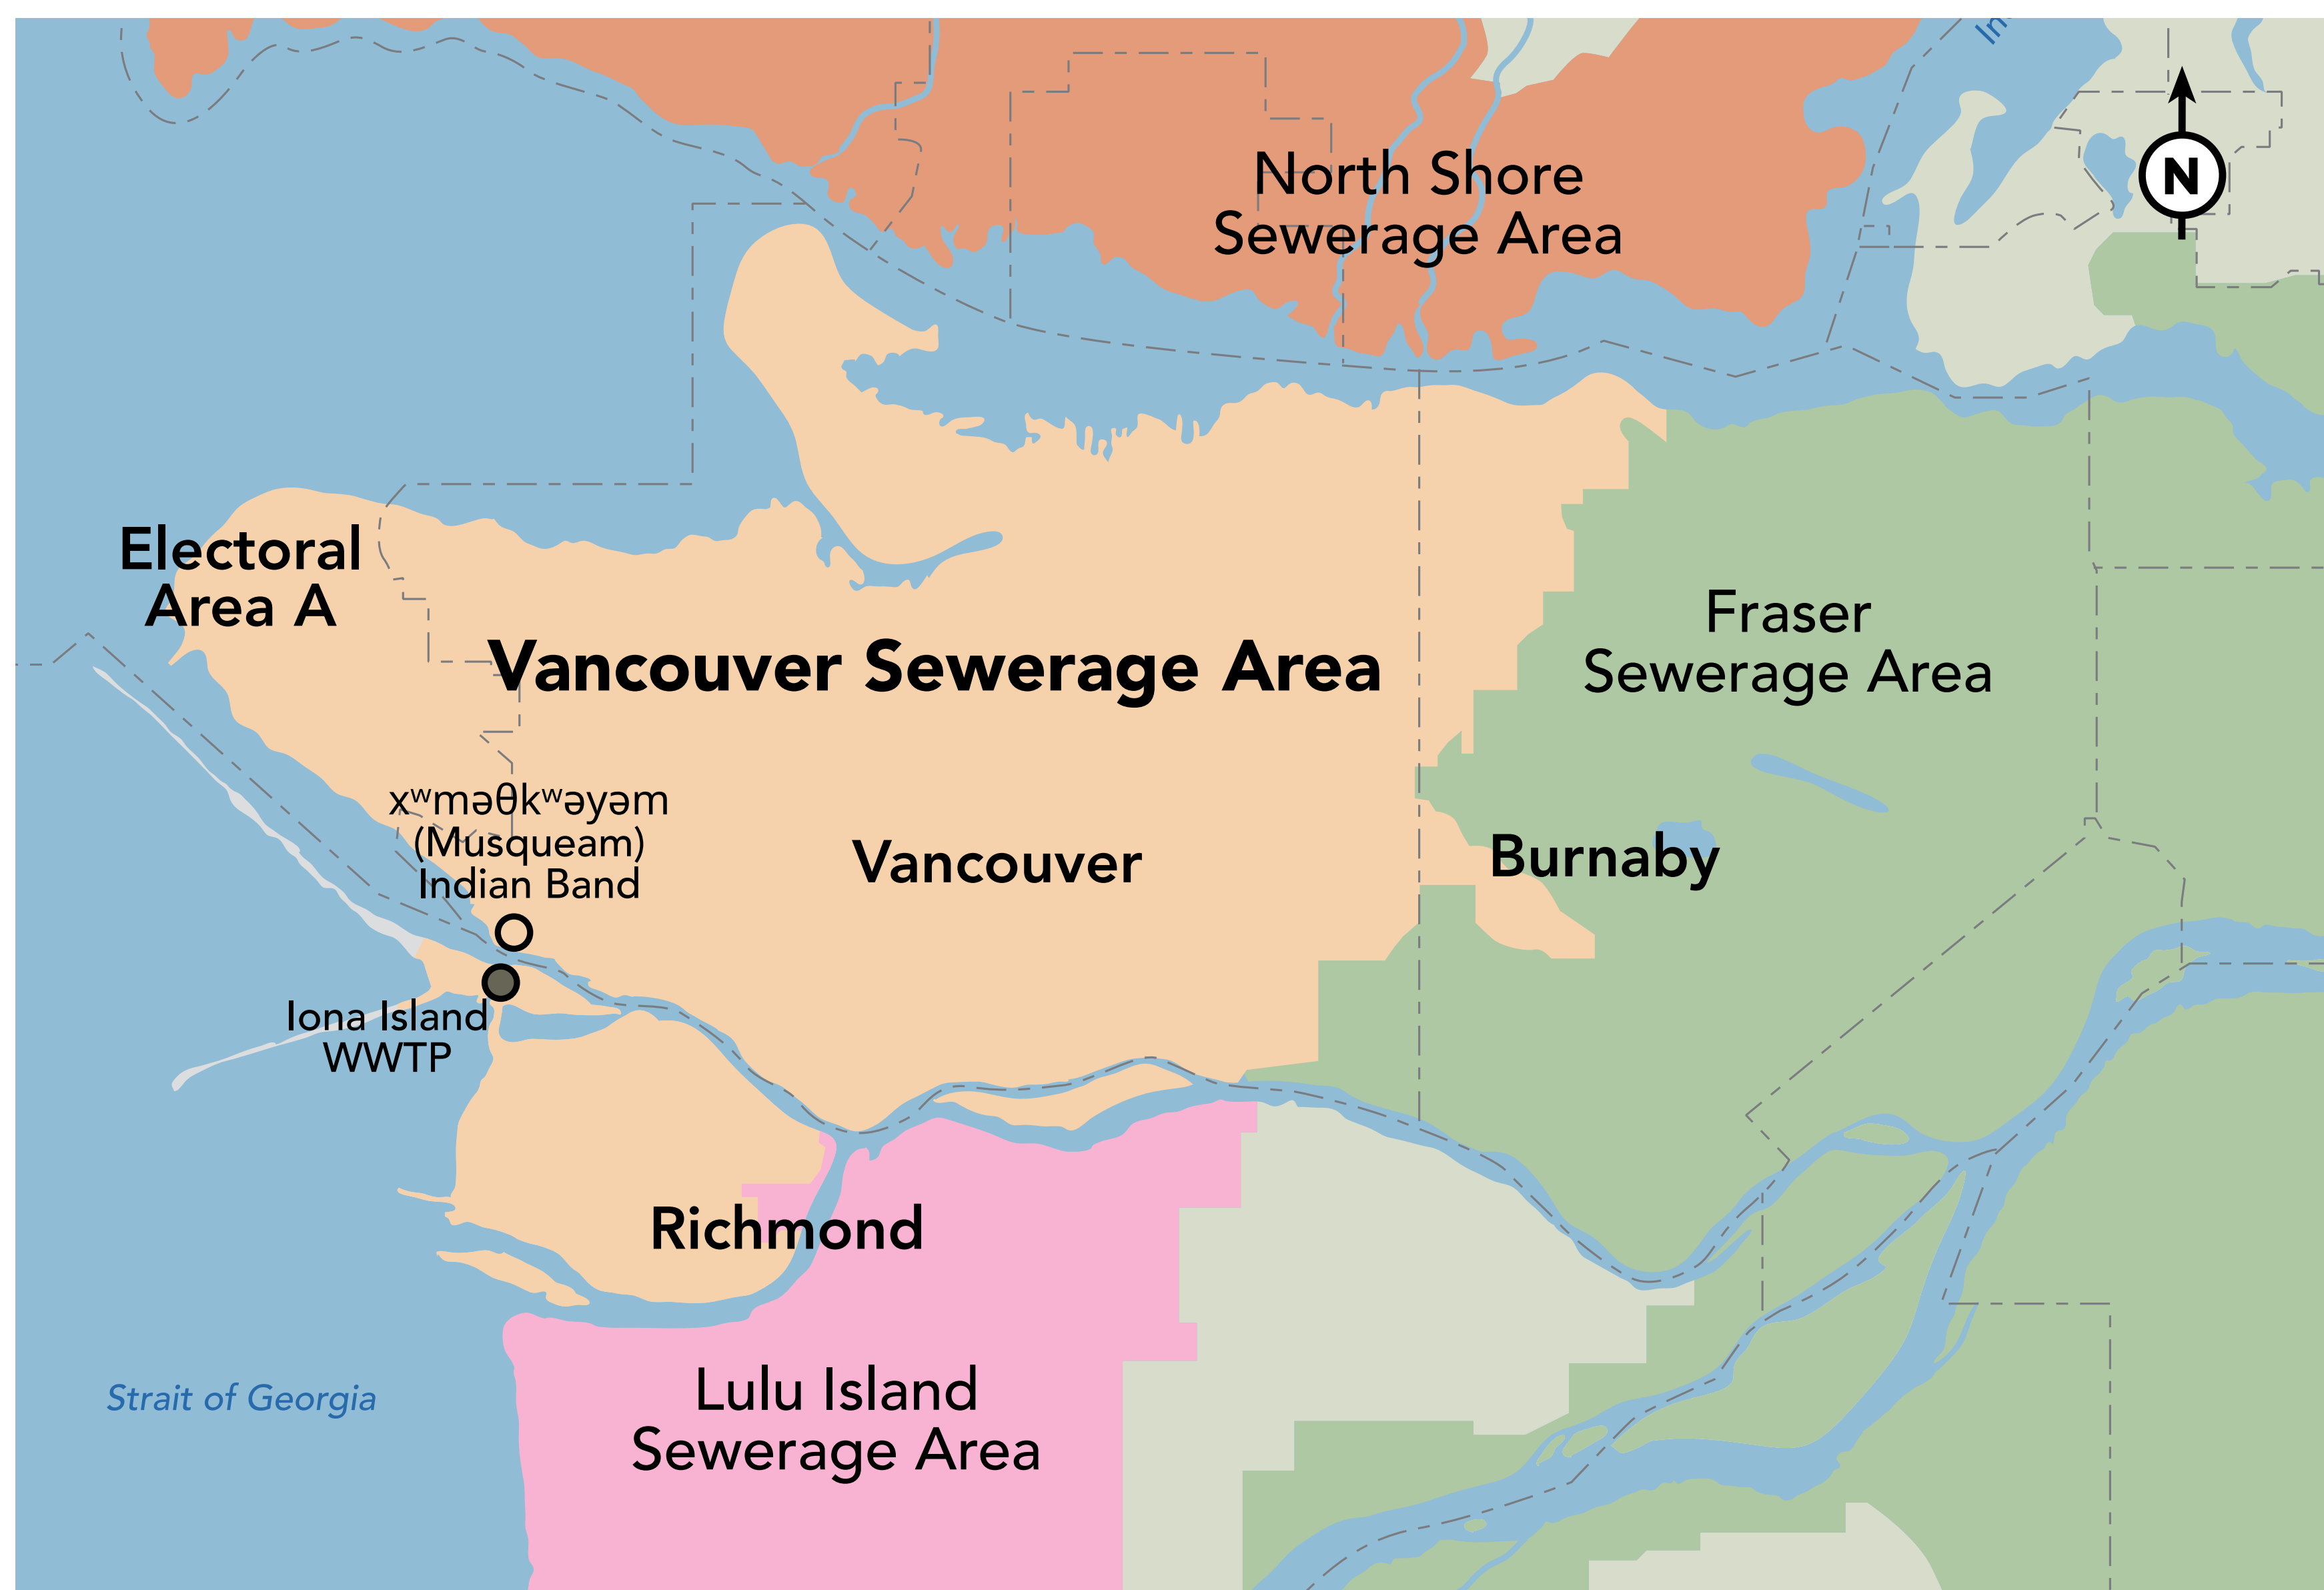 In
N
North Shore
Sewerage Area
Electoral
Area A
Fraser
Sewerage Area
Vancouver Sewerage Area
xʷməθkʷəyəm
(Musqueam)
Indian Band
Vancouver
Burnaby
Iona Island
WWTP
Richmond
Lulu Island
Sewerage Area
Strait of Georgia